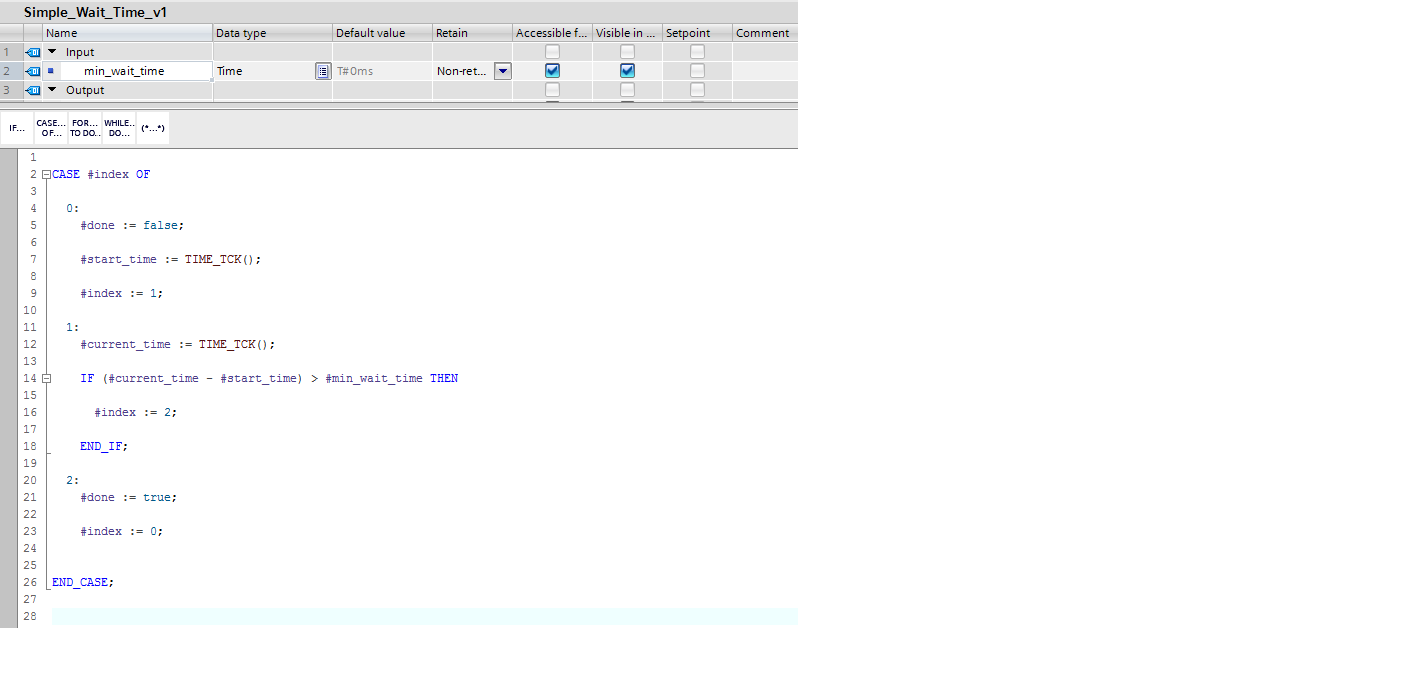 Simple_Wait_Time_v1
Name Data type Default value Retain Accessible f... Visible in ... Setpoint Comment
1 Input
2 min_wait_time Time T#0ms Non-ret...
3 Output
IF... CASE... OF... FOR... TO DO.. WHILE.. DO... (*...*)
1
2 CASE #index OF
3
4 0:
5 #done := false;
6
7 #start_time := TIME_TCK();
8
9 #index := 1;
10
11 1:
12 #current_time := TIME_TCK();
13
14 IF (#current_time - #start_time) > #min_wait_time THEN
15
16 #index := 2;
17
18 END_IF;
19
20 2:
21 #done := true;
22
23 #index := 0;
24
25
26 END_CASE;
27
28